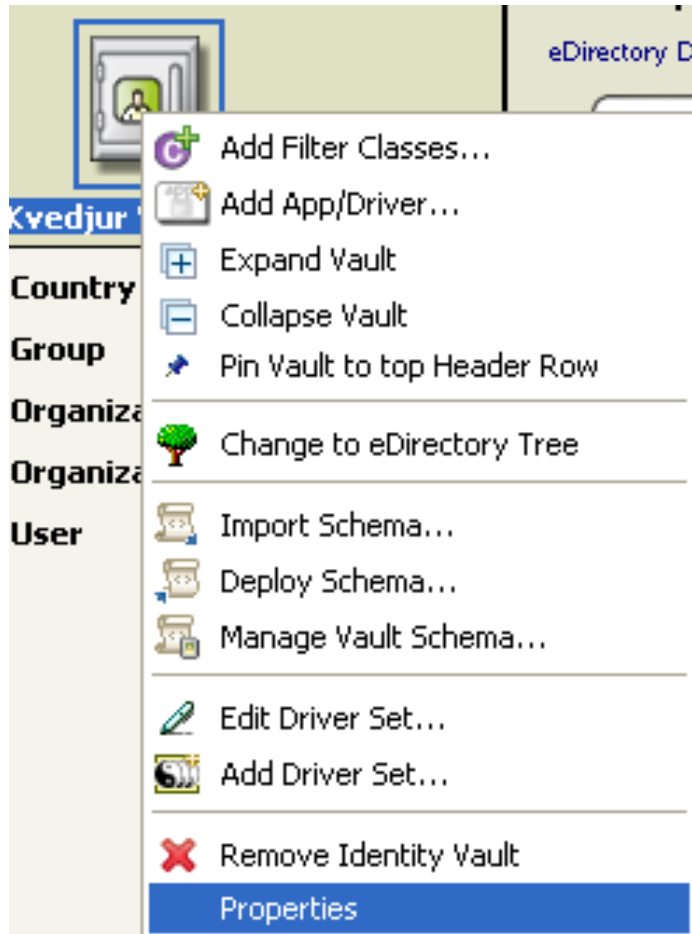 eDirectory D
Add Filter Classes...
Add App/Driver...
Kvedjur
Expand Vault
Country
Collapse Vault
Group
Pin Vault to top Header Row
Organiza
Change to eDirectory Tree
Organiza
User
Import Schema...
Deploy Schema...
Manage Vault Schema...
Edit Driver Set...
Add Driver Set...
Remove Identity Vault
Properties